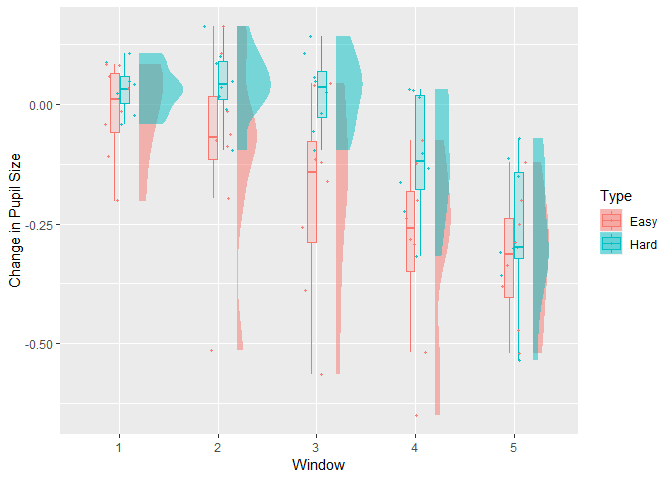 0.00
-0.25
-0.50
Change in Pupil Size
1 2 3 4 5
Window
Type
Easy
Hard